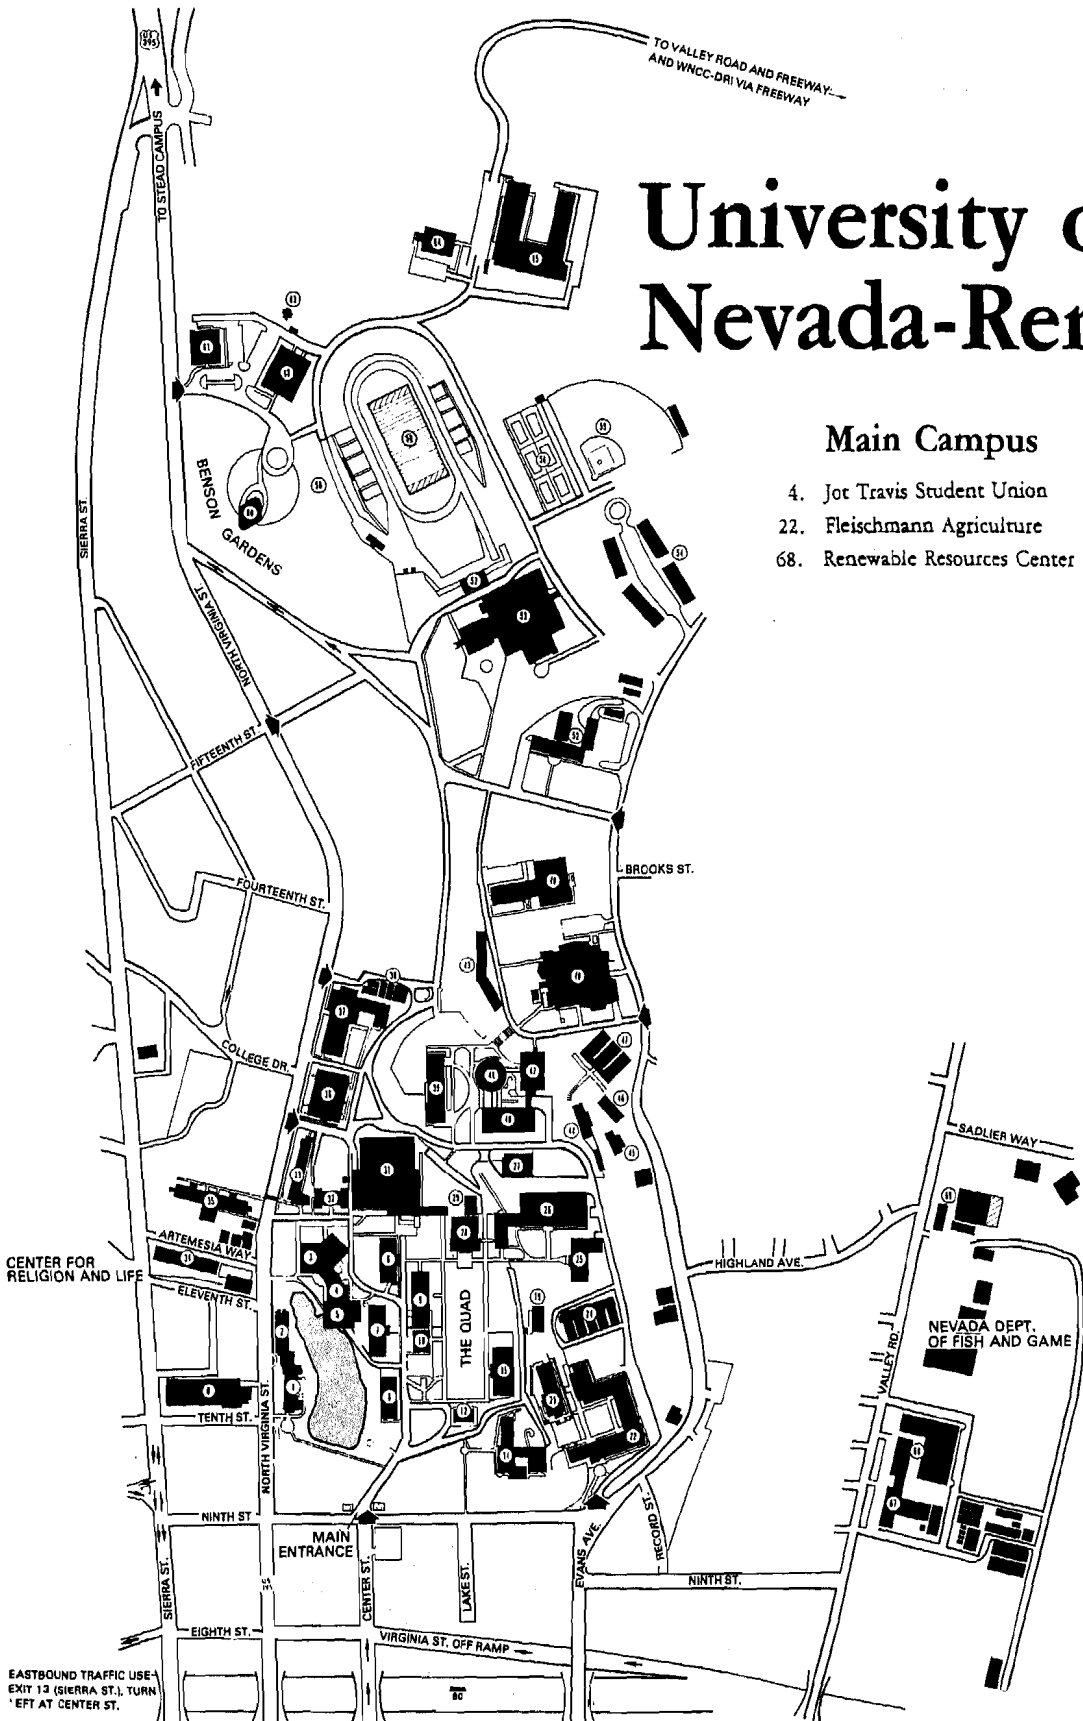 US
395
TO VALLEY ROAD AND FREEWAY:
AND WNCC-DRI VIA FREEWAY
TO STEAD CAMPUS
University o
Nevada-Ren
Main Campus
4. Jot Travis Student Union
22. Fleischmann Agriculture
68. Renewable Resources Center
BENSON
GARDENS
SIERRA ST.
NORTH VIRGINIA ST.
FIFTEENTH ST.
FOURTEENTH ST.
BROOKS ST.
COLLEGE DR.
SADLIER WAY
ARTEMESIA WAY
CENTER FOR
RELIGION AND LIFE
ELEVENTH ST.
HIGHLAND AVE.
THE QUAD
NEVADA DEPT.
OF FISH AND GAME
VALLEY RD.
TENTH ST.
NORTH VIRGINIA ST.
NINTH ST
MAIN
ENTRANCE
EVANS AVE.
RECORD ST.
SIERRA ST.
CENTER ST.
LAKE ST.
NINTH ST.
EIGHTH ST.
VIRGINIA ST. OFF RAMP
EASTBOUND TRAFFIC USE
EXIT 13 (SIERRA ST.), TURN
EFT AT CENTER ST.
80